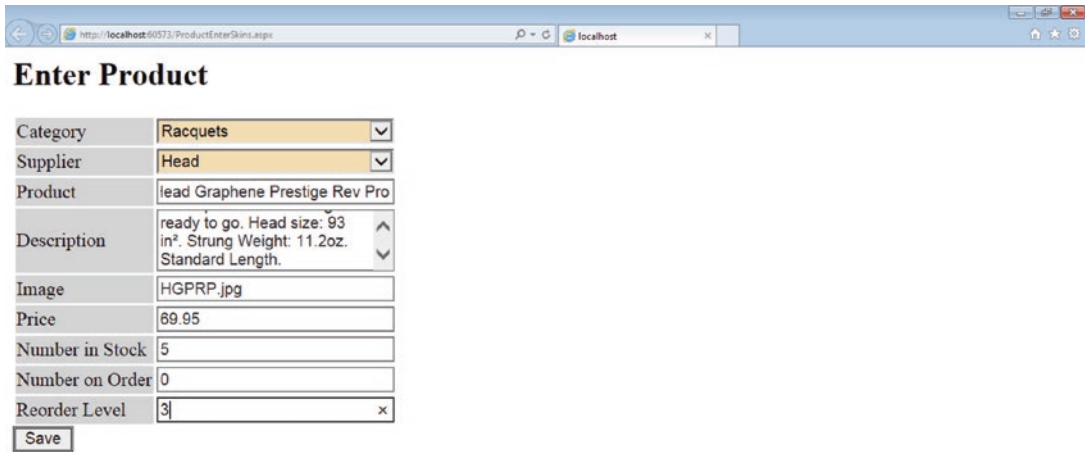 http://localhost:60573/ProductEnterSkins.aspx
localhost
Enter Product
Category Racquets
Supplier Head
Product lead Graphene Prestige Rev Pro
Description ready to go. Head size: 93
in². Strung Weight: 11.2oz.
Standard Length.
Image HGPRP.jpg
Price 69.95
Number in Stock 5
Number on Order 0
Reorder Level 3
Save